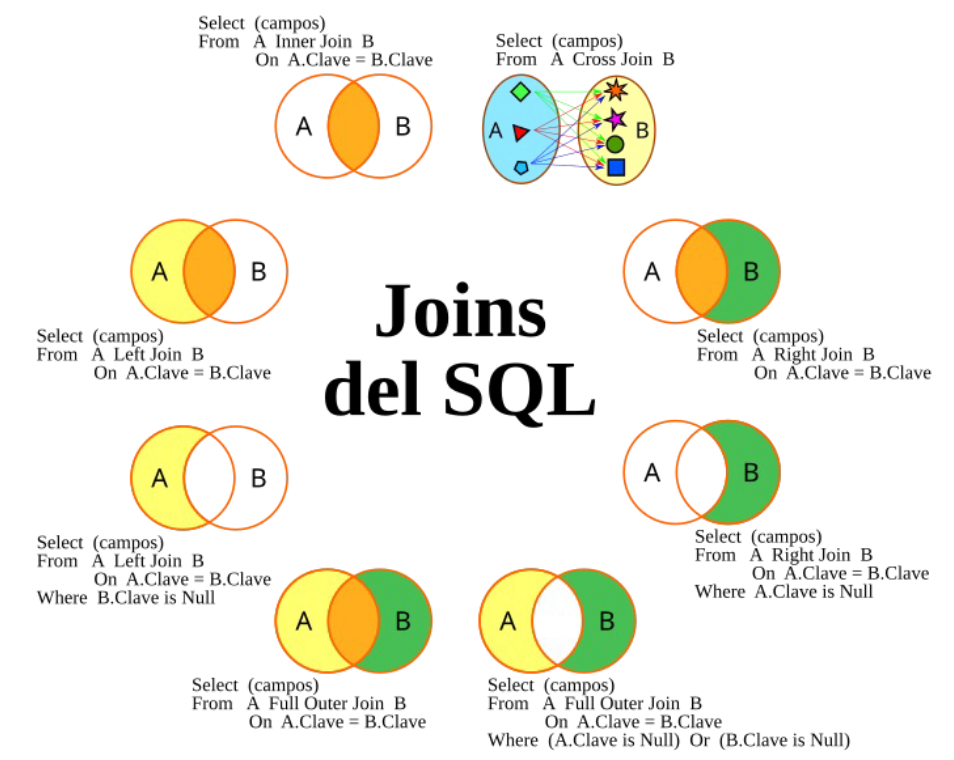 Select (campos)
From A Inner Join B
On A.Clave = B.Clave
A B
Select (campos)
From A Cross Join B
A B
A B
Select (campos)
From A Left Join B
On A.Clave = B.Clave
Joins
del SQL
A B
Select (campos)
From A Right Join B
On A.Clave = B.Clave
A B
Select (campos)
From A Left Join B
On A.Clave = B.Clave
Where B.Clave is Null
A B
Select (campos)
From A Right Join B
On A.Clave = B.Clave
Where A.Clave is Null
A B
Select (campos)
From A Full Outer Join B
On A.Clave = B.Clave
A B
Select (campos)
From A Full Outer Join B
On A.Clave = B.Clave
Where (A.Clave is Null) Or (B.Clave is Null)